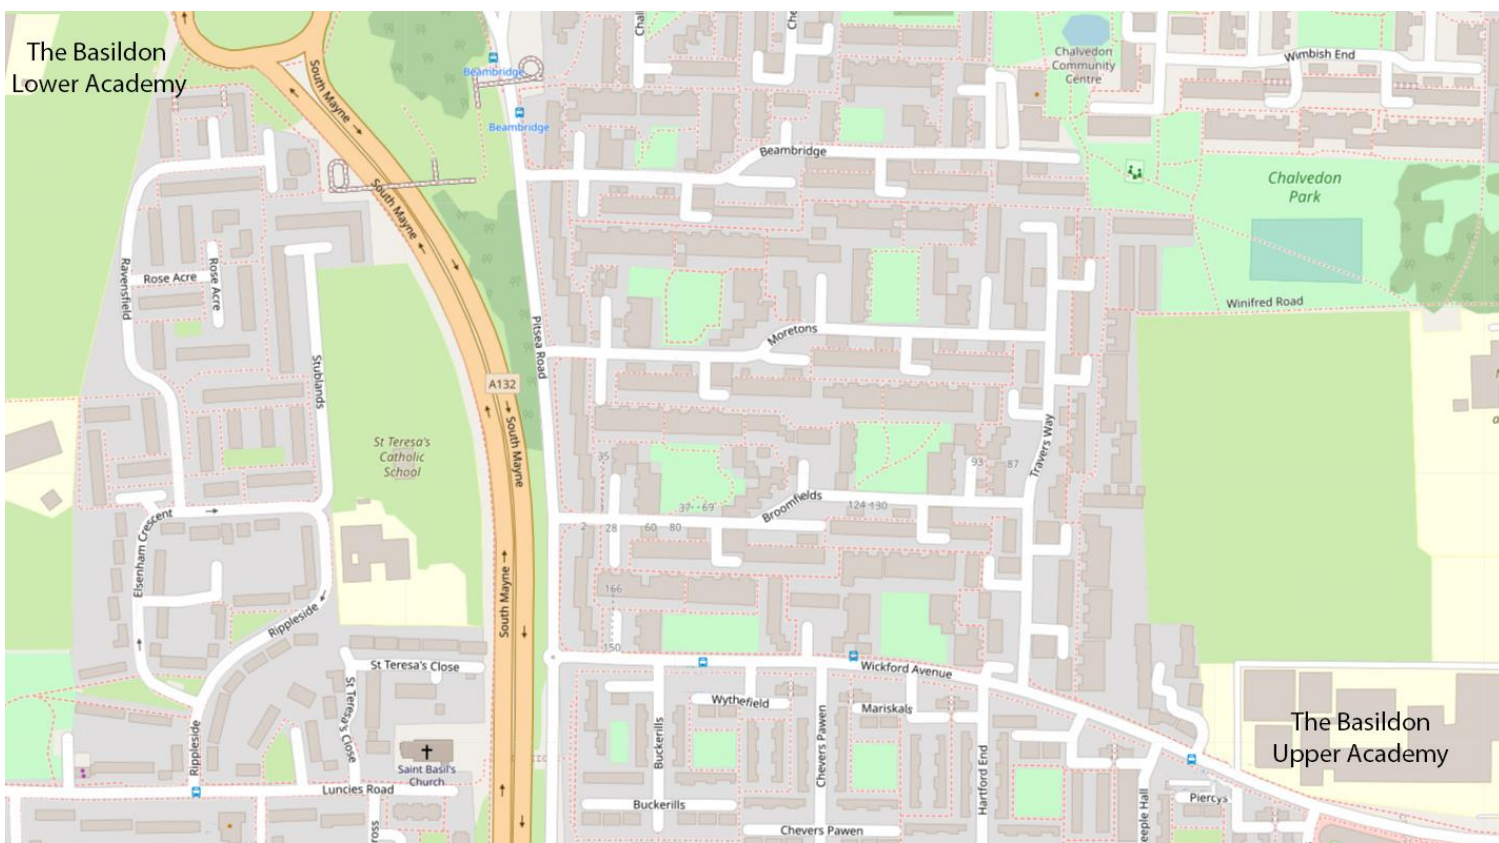 The Basildon
Lower Academy
South Mayne
Beambridge
Beambridge
Chalvedon
Community
Centre
Wimbish End
Beambridge
Chalvedon
Park
South Mayne
Ravensfield
Rose Acre
Rose Acre
Winifred Road
Pitsea Road
Moretons
Stublands
A132
South Mayne
Travers Way
St Teresa's
Catholic
School
35
93
87
37 - 69
Broomfields
124-130
2
28
60
80
Elsenham Crescent
South Mayne
166
Rippleside
150
St Teresa's Close
Wickford Avenue
St Teresa's Close
Wythefield
Mariskals
Buckerills
Chevers Pawen
Hartford End
The Basildon
Upper Academy
Rippleside
Saint Basil's
Church
Luncies Road
Buckerills
Piercys
Chevers Pawen